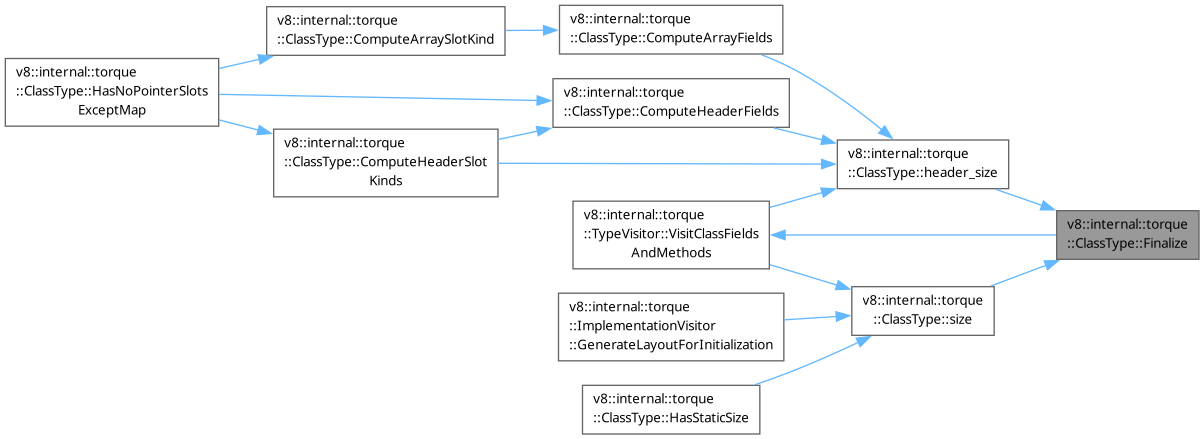 v8::internal::torque
::ClassType::ComputeArraySlotKind
v8::internal::torque
::ClassType::ComputeArrayFields
v8::internal::torque
::ClassType::HasNoPointerSlots
ExceptMap
v8::internal::torque
::ClassType::ComputeHeaderFields
v8::internal::torque
::ClassType::ComputeHeaderSlot
Kinds
v8::internal::torque
::ClassType::header_size
v8::internal::torque
::TypeVisitor::VisitClassFields
AndMethods
v8::internal::torque
::ClassType::Finalize
v8::internal::torque
::ImplementationVisitor
::GenerateLayoutForInitialization
v8::internal::torque
::ClassType::size
v8::internal::torque
::ClassType::HasStaticSize